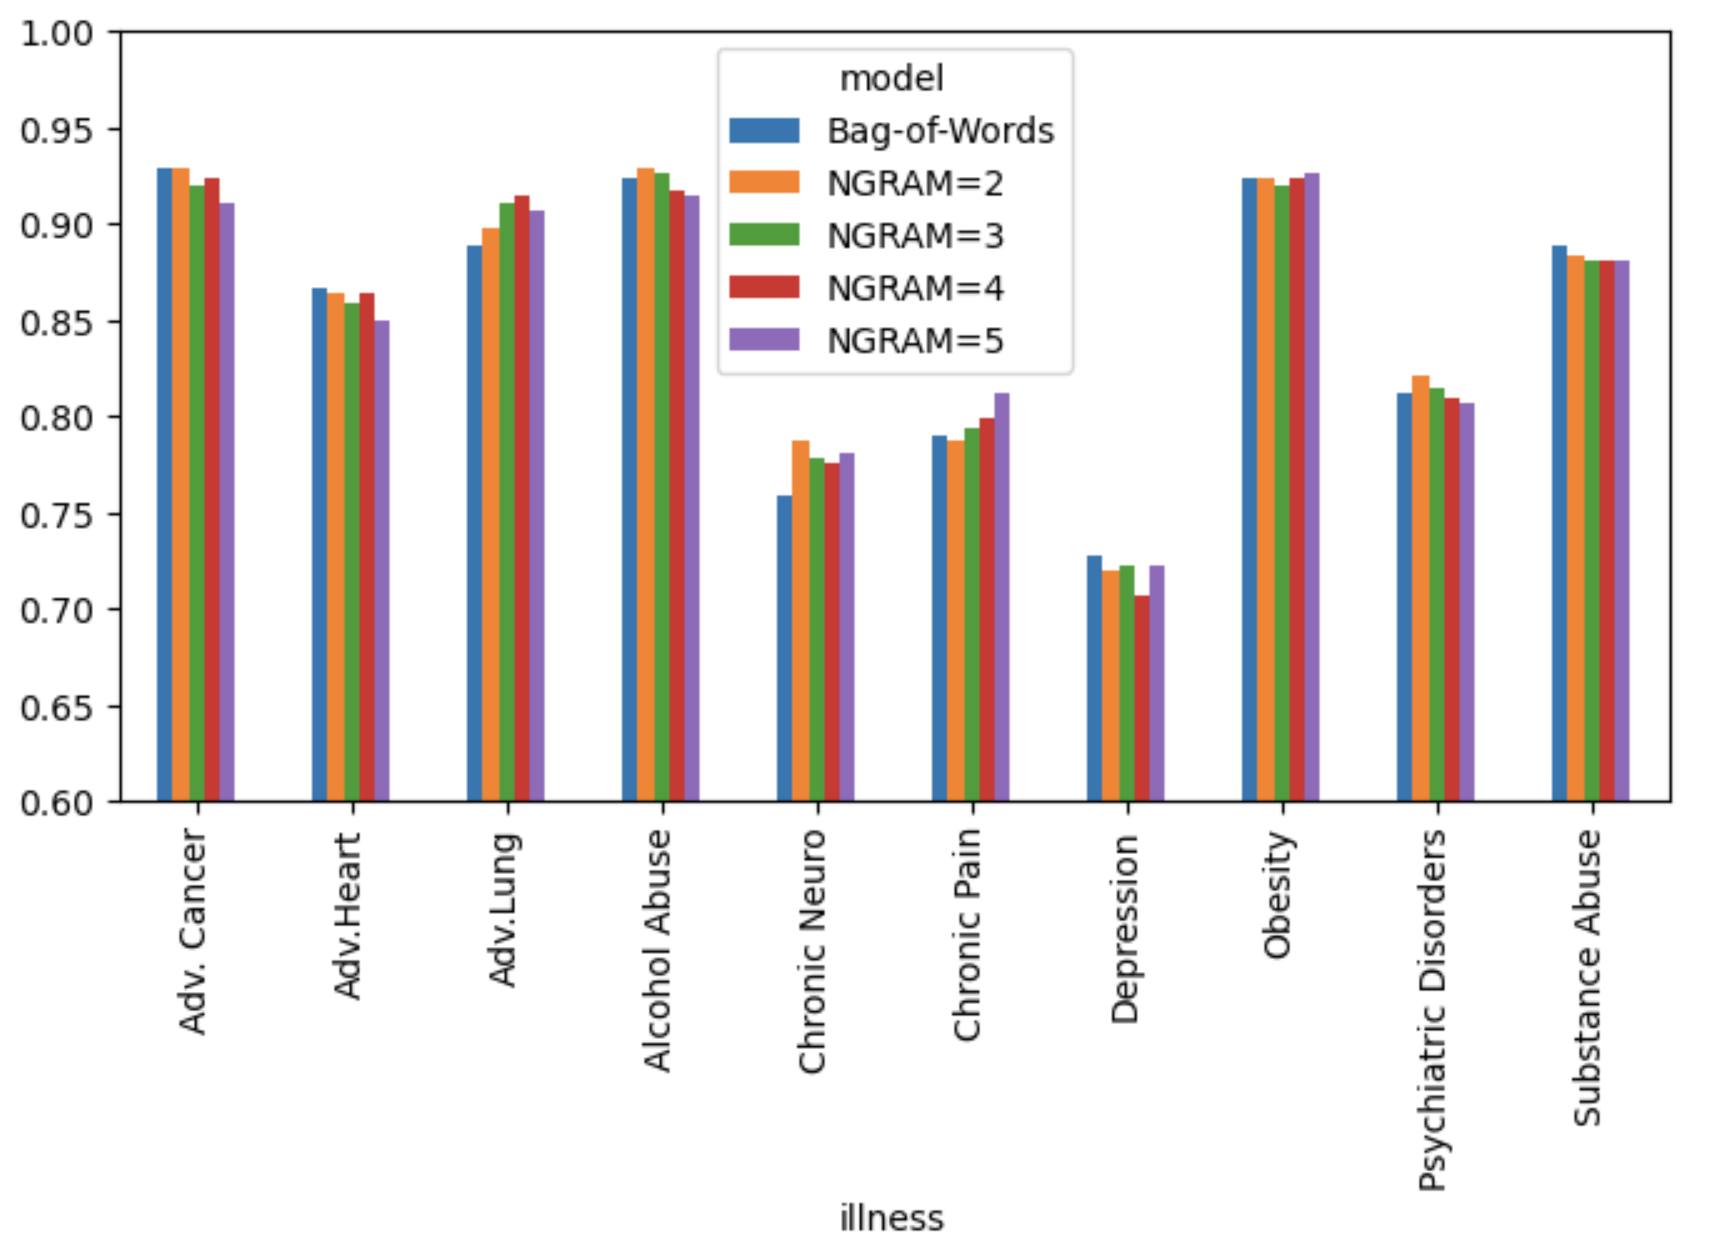 1.00
0.95
0.90
0.85
0.80
0.75
0.70
0.65
0.60
model
Bag-of-Words
NGRAM=2
NGRAM=3
NGRAM=4
NGRAM=5
Adv. Cancer
Adv.Heart
Adv.Lung
Alcohol Abuse
Chronic Neuro
Chronic Pain
Depression
Obesity
Psychiatric Disorders
Substance Abuse
illness